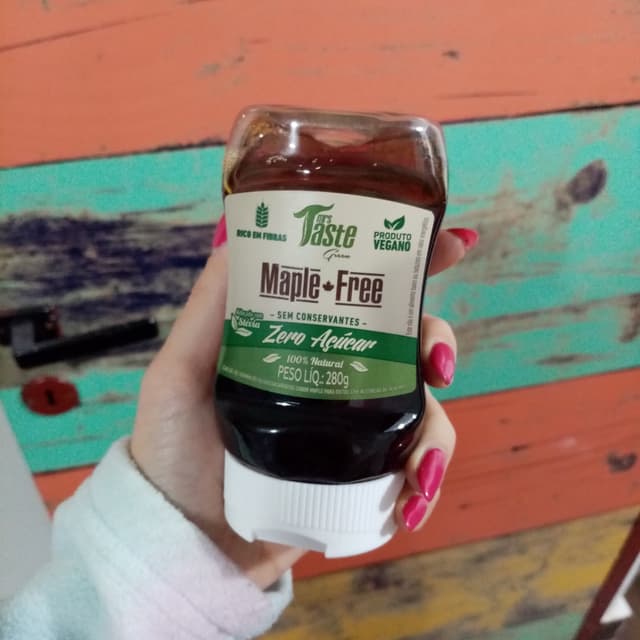 RICO EM FIBRAS
Mrs Taste
Green
PRODUTO
VEGANO
Maple Free
- SEM CONSERVANTES -
Stevia
Zero Açúcar
100% Natural
PESO LÍQ.: 280g